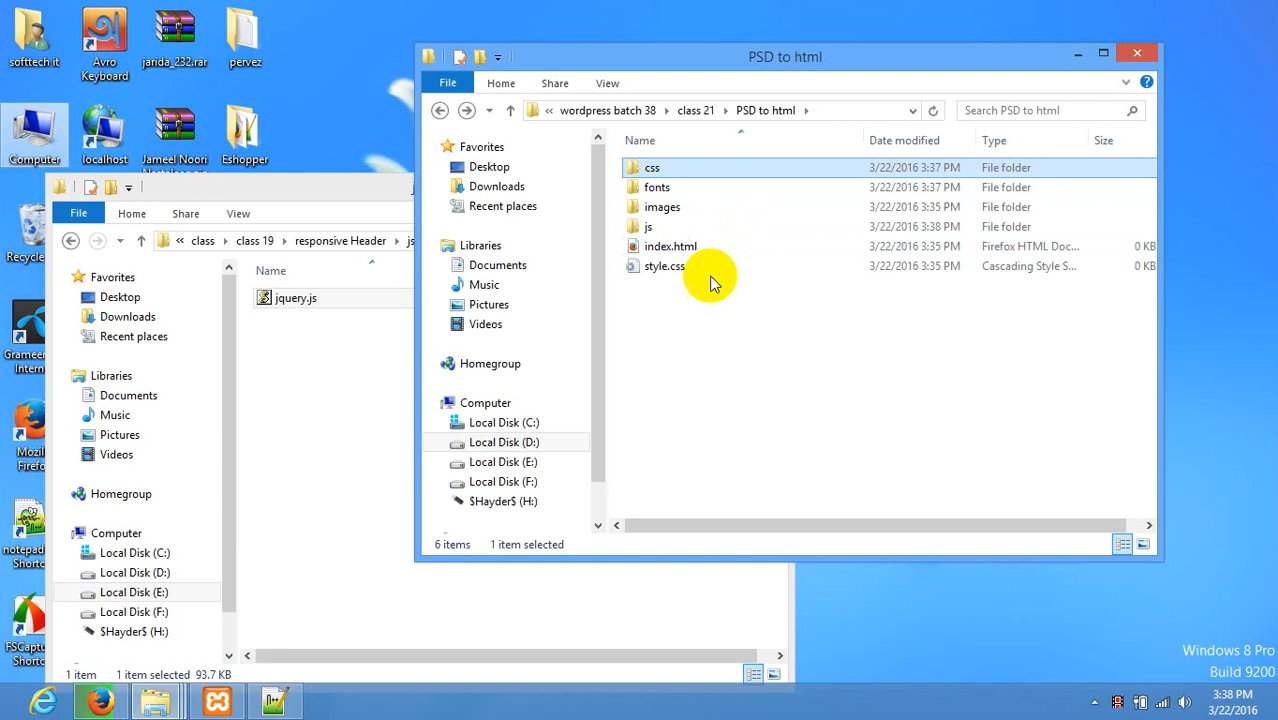 softtech it
Avro
Keyboard
jarida_232.rar
pervez
Computer
localhost
Jameel Noori
Eshopper
Recycle
Grameen
Intern
Mozil
Firef
notepad
Shortc
FSCaptur
Shortc
File
Home
Share
View
class
class 19
responsive Header
js
Favorites
Desktop
Downloads
Recent places
Libraries
Documents
Music
Pictures
Videos
Homegroup
Computer
Local Disk (C:)
Local Disk (D:)
Local Disk (E:)
Local Disk (F:)
$Hayder$ (H:)
Name
jquery.js
1 item
1 item selected 93.7 KB
PSD to html
File
Home
Share
View
« wordpress batch 38
class 21
PSD to html
Search PSD to html
Favorites
Desktop
Downloads
Recent places
Libraries
Documents
Music
Pictures
Videos
Homegroup
Computer
Local Disk (C:)
Local Disk (D:)
Local Disk (E:)
Local Disk (F:)
$Hayder$ (H:)
Name Date modified Type Size
css 3/22/2016 3:37 PM File folder
fonts 3/22/2016 3:37 PM File folder
images 3/22/2016 3:35 PM File folder
js 3/22/2016 3:38 PM File folder
index.html 3/22/2016 3:35 PM Firefox HTML Doc... 0 KB
style.css 3/22/2016 3:35 PM Cascading Style S... 0 KB
6 items
1 item selected
Windows 8 Pro
Build 9200
3:38 PM
3/22/2016